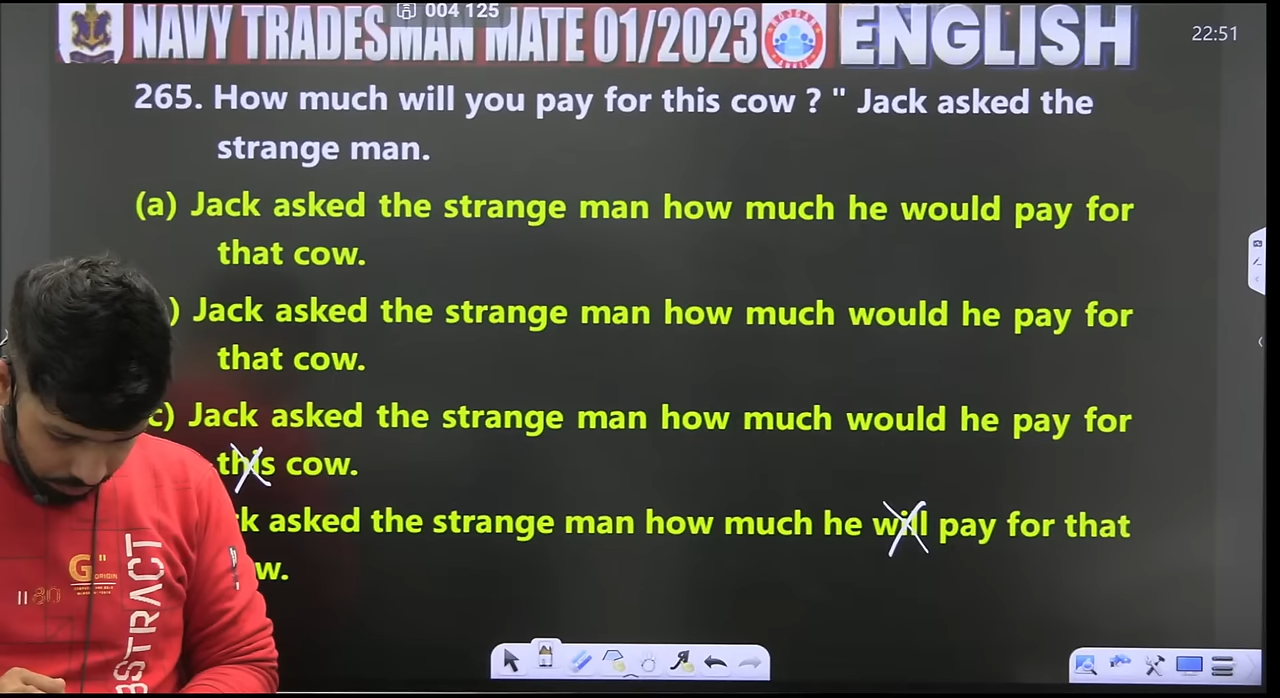 004 125
NAVY TRADESMAN MATE 01/2023 ENGLISH
22:51
265. How much will you pay for this cow ? " Jack asked the
strange man.
(a) Jack asked the strange man how much he would pay for
that cow.
) Jack asked the strange man how much would he pay for
that cow.
c) Jack asked the strange man how much would he pay for
this cow.
k asked the strange man how much he will pay for that
w.
G"
ORIGIN
BSTRACT